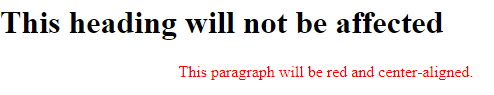 This heading will not be affected
This paragraph will be red and center-aligned.